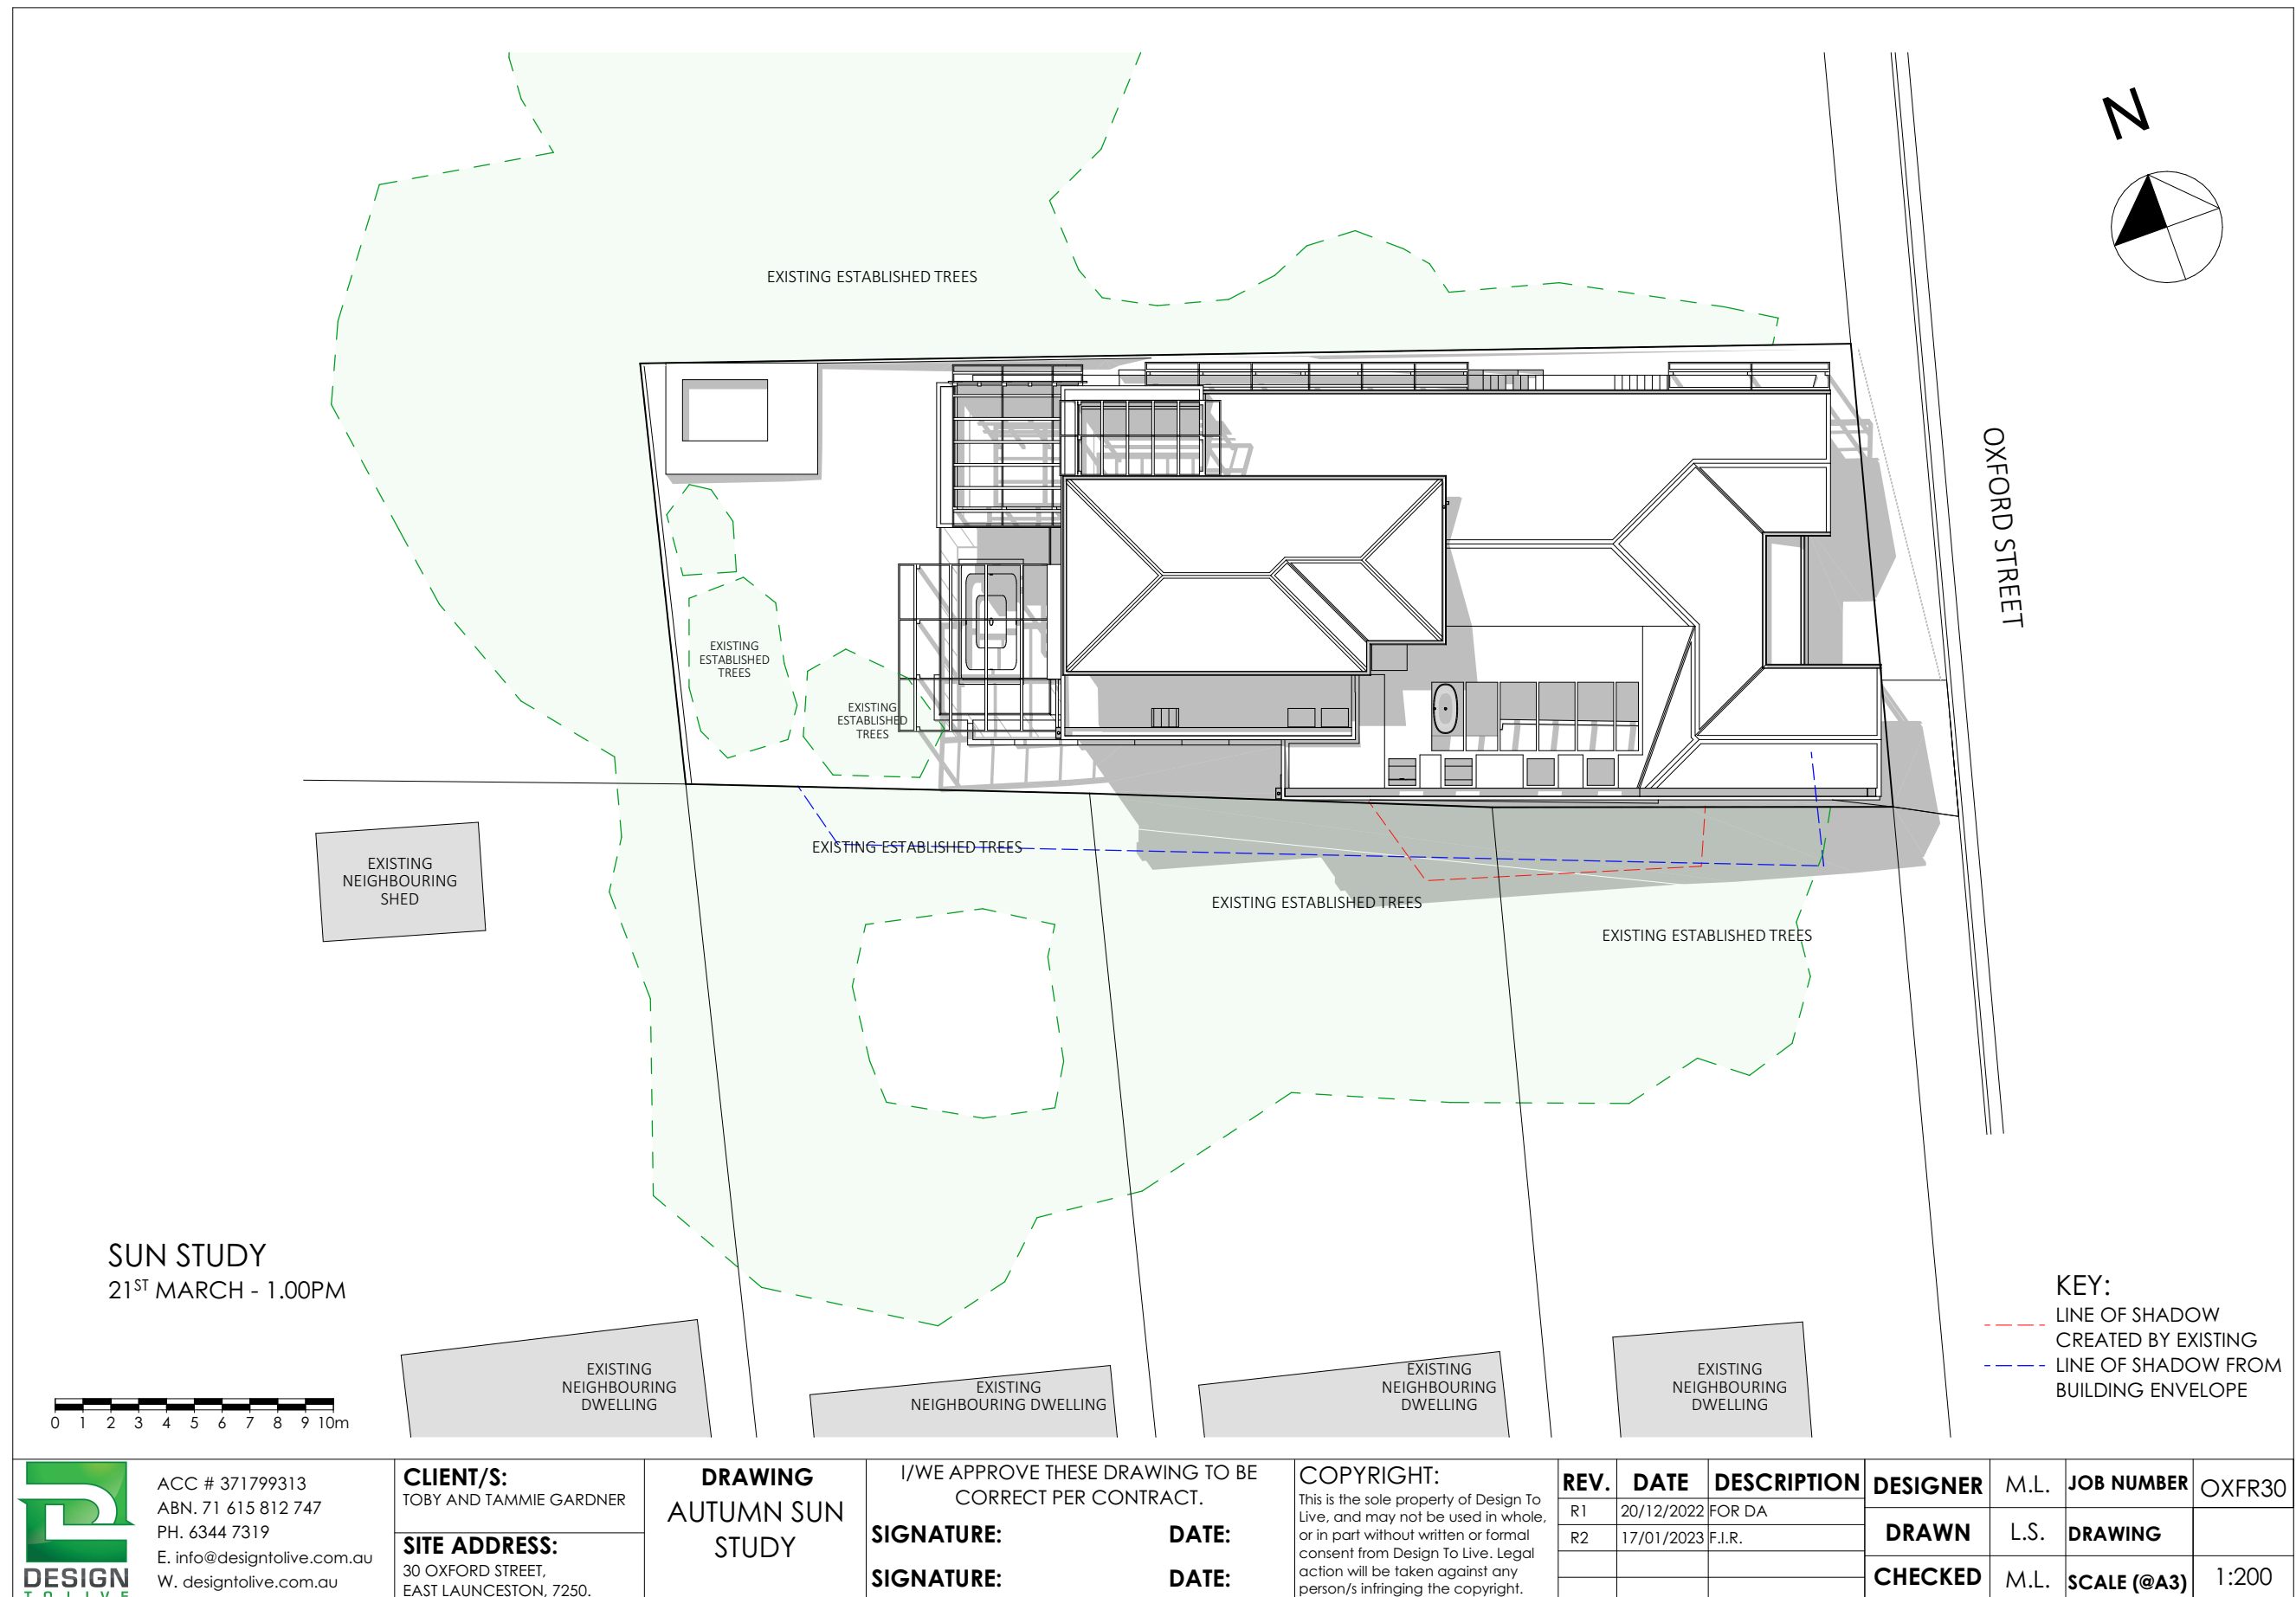 N
EXISTING ESTABLISHED TREES
OXFORD STREET
EXISTING
ESTABLISHED
TREES
EXISTING
ESTABLISHED
TREES
EXISTING ESTABLISHED TREES
EXISTING
NEIGHBOURING
SHED
EXISTING ESTABLISHED TREES
EXISTING ESTABLISHED TREES
SUN STUDY
21ST MARCH - 1.00PM
KEY:
LINE OF SHADOW
CREATED BY EXISTING
LINE OF SHADOW FROM
BUILDING ENVELOPE
EXISTING
NEIGHBOURING
DWELLING
EXISTING
NEIGHBOURING DWELLING
EXISTING
NEIGHBOURING
DWELLING
EXISTING
NEIGHBOURING
DWELLING
0 1 2 3 4 5 6 7 8 9 10m
DESIGN
TO LIVE
ACC # 371799313
ABN. 71 615 812 747
PH. 6344 7319
E. info@designtolive.com.au
W. designtolive.com.au
CLIENT/S:
TOBY AND TAMMIE GARDNER
SITE ADDRESS:
30 OXFORD STREET,
EAST LAUNCESTON, 7250.
DRAWING
AUTUMN SUN
STUDY
I/WE APPROVE THESE DRAWING TO BE
CORRECT PER CONTRACT.
SIGNATURE: DATE:
SIGNATURE: DATE:
COPYRIGHT:
This is the sole property of Design To
Live, and may not be used in whole,
or in part without written or formal
consent from Design To Live. Legal
action will be taken against any
person/s infringing the copyright.
REV. DATE DESCRIPTION
R1 20/12/2022 FOR DA
R2 17/01/2023 F.I.R.
DESIGNER M.L. JOB NUMBER OXFR30
DRAWN L.S. DRAWING
CHECKED M.L. SCALE (@A3) 1:200